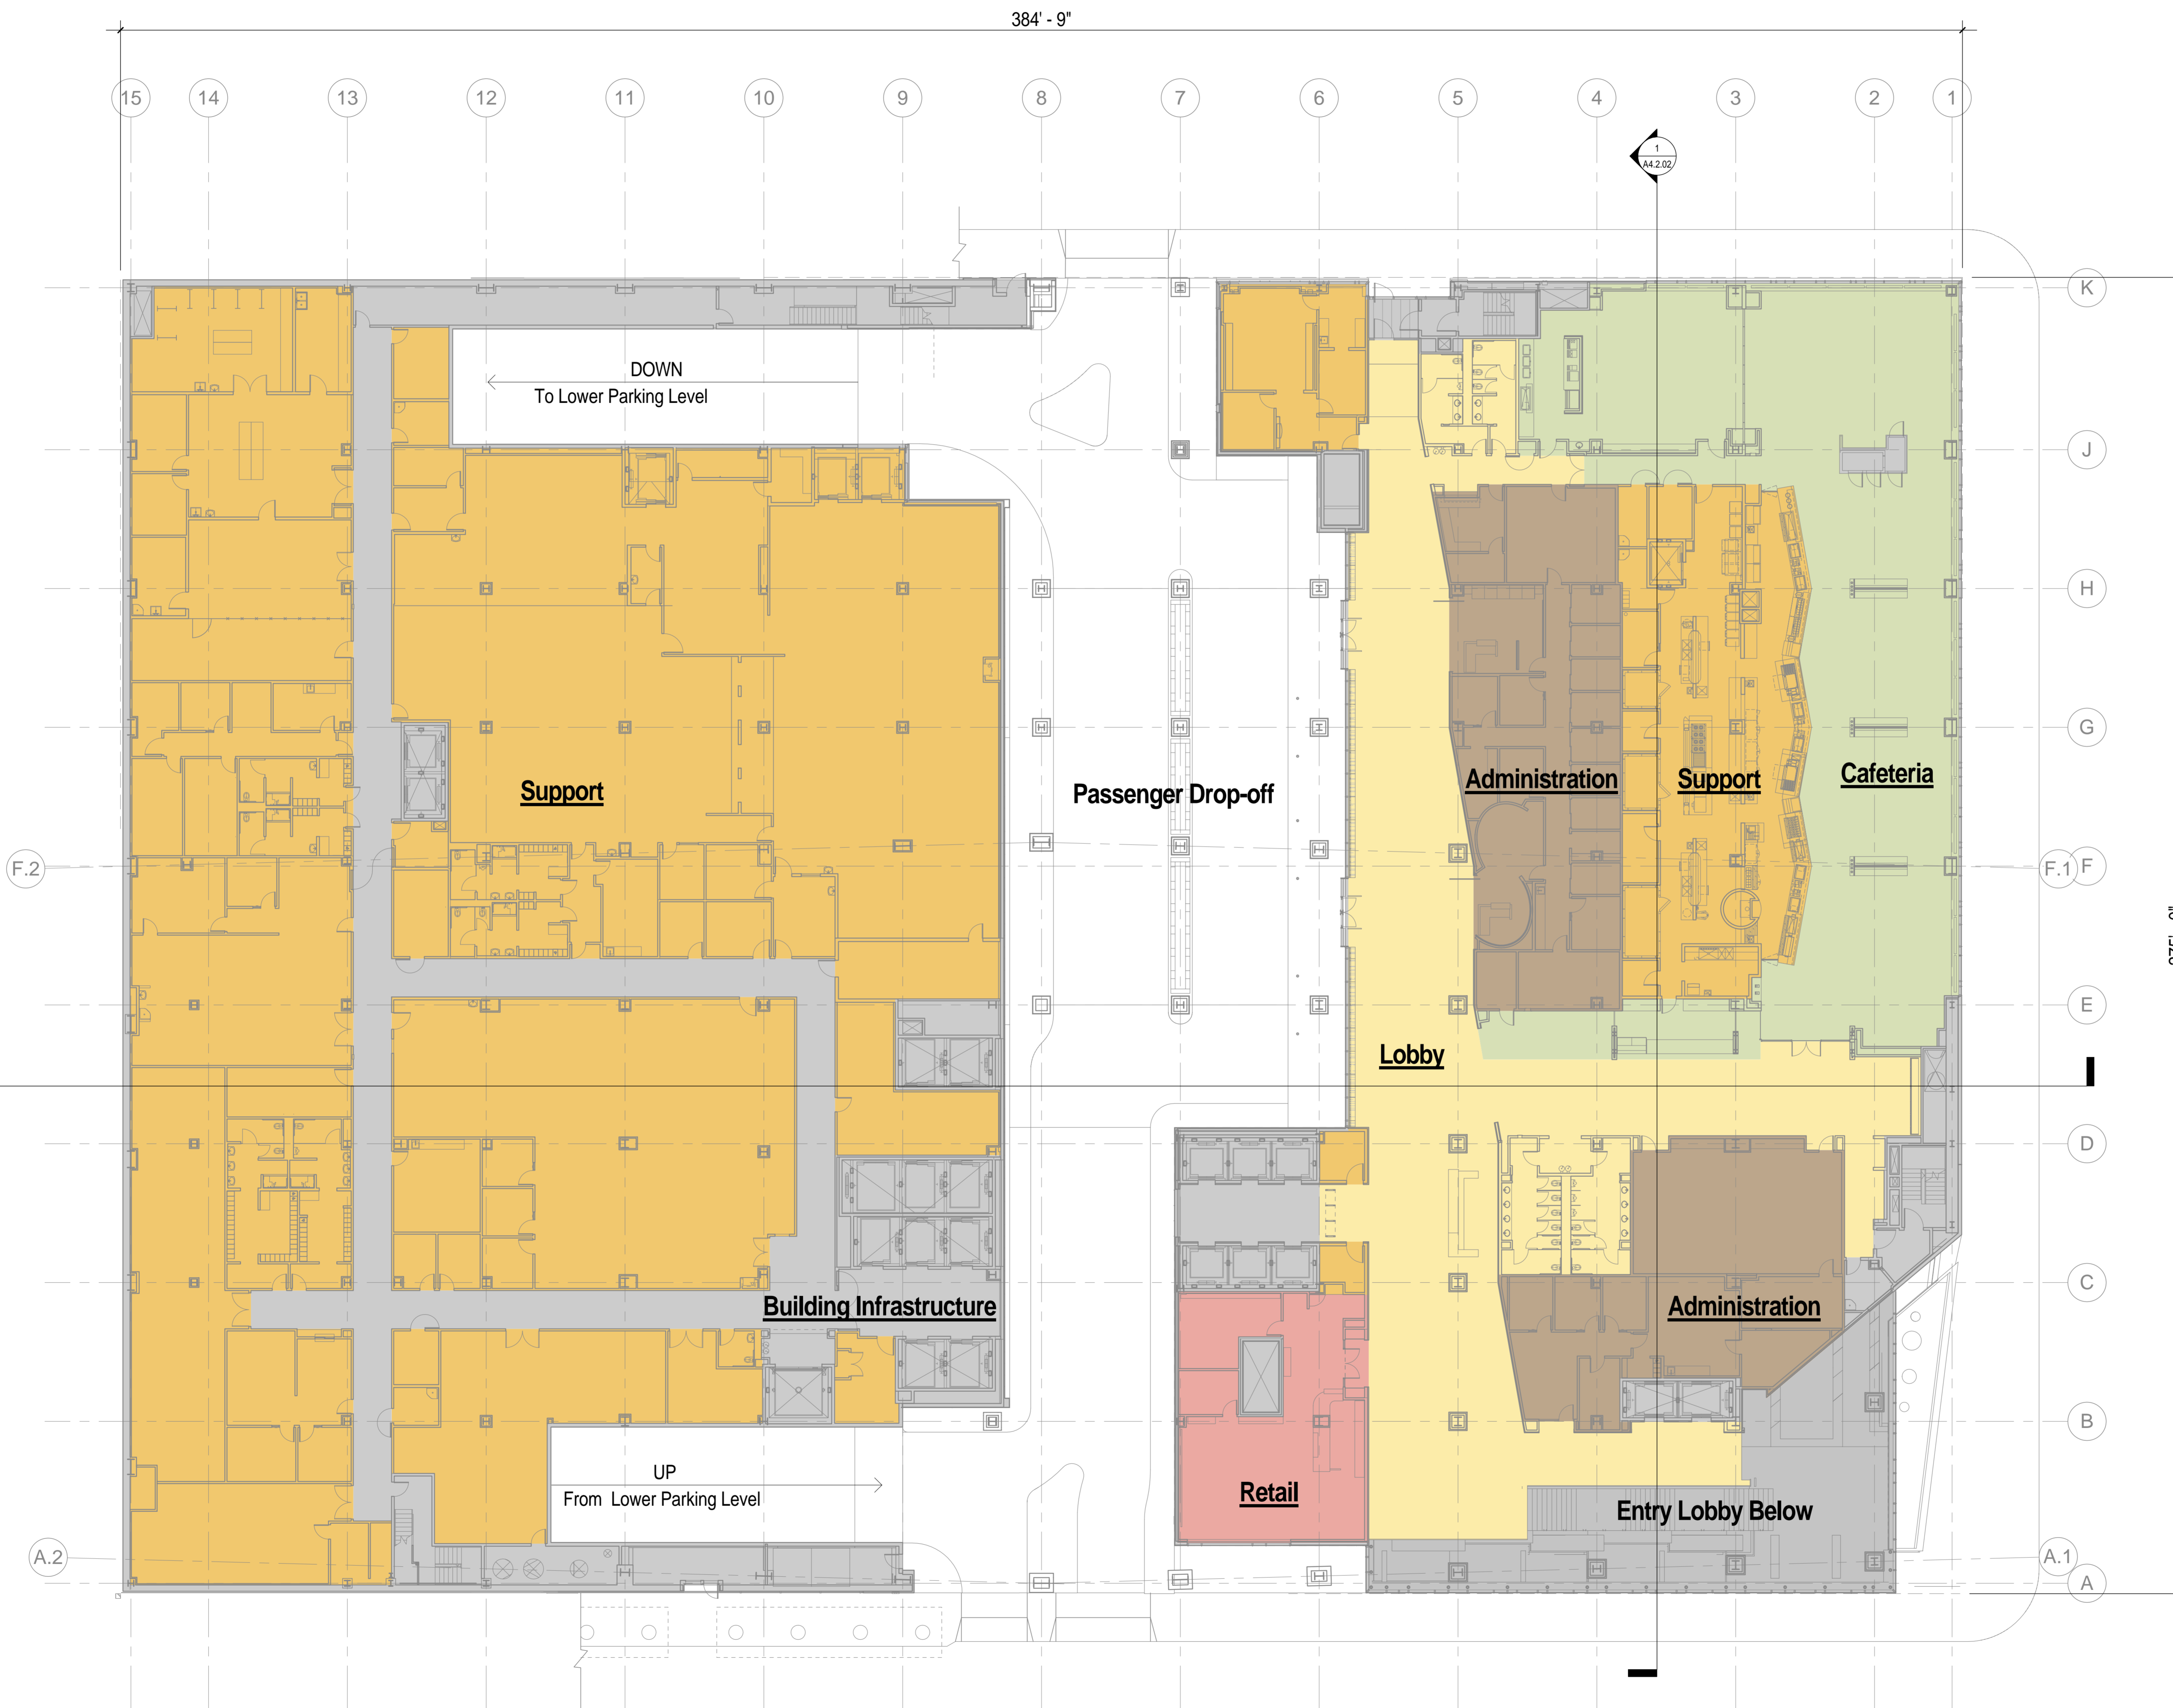 384' - 9"
15 14 13 12 11 10 9 8 7 6 5 4 3 2 1
1
A4.2.02
K
DOWN
To Lower Parking Level
J
H
G
Support
Passenger Drop-off
Administration
Support
Cafeteria
F.2
F.1
F
E
Lobby
D
C
Building Infrastructure
Administration
B
UP
From Lower Parking Level
Retail
Entry Lobby Below
A.2
A.1
A